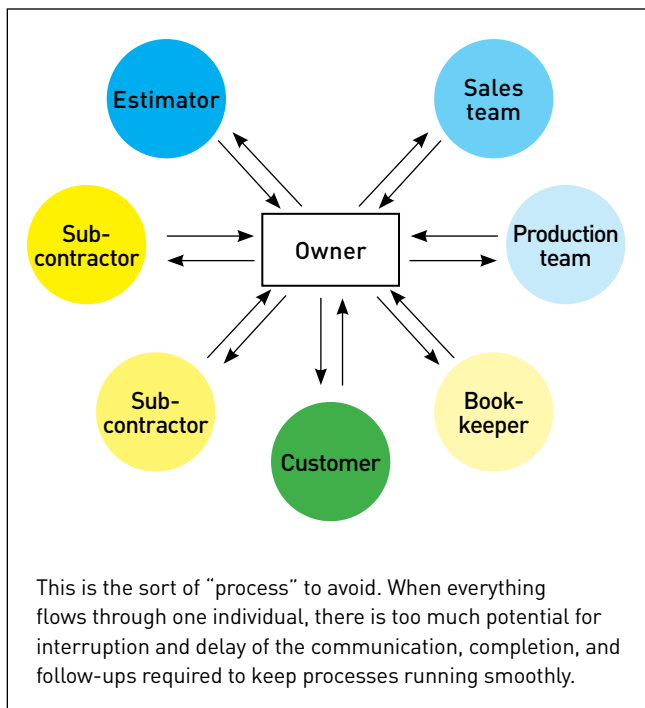 Estimator
Sales
team
Sub-
contractor
Owner
Production
team
Sub-
contractor
Customer
Book-
keeper
This is the sort of “process” to avoid. When everything
flows through one individual, there is too much potential for
interruption and delay of the communication, completion, and
follow-ups required to keep processes running smoothly.